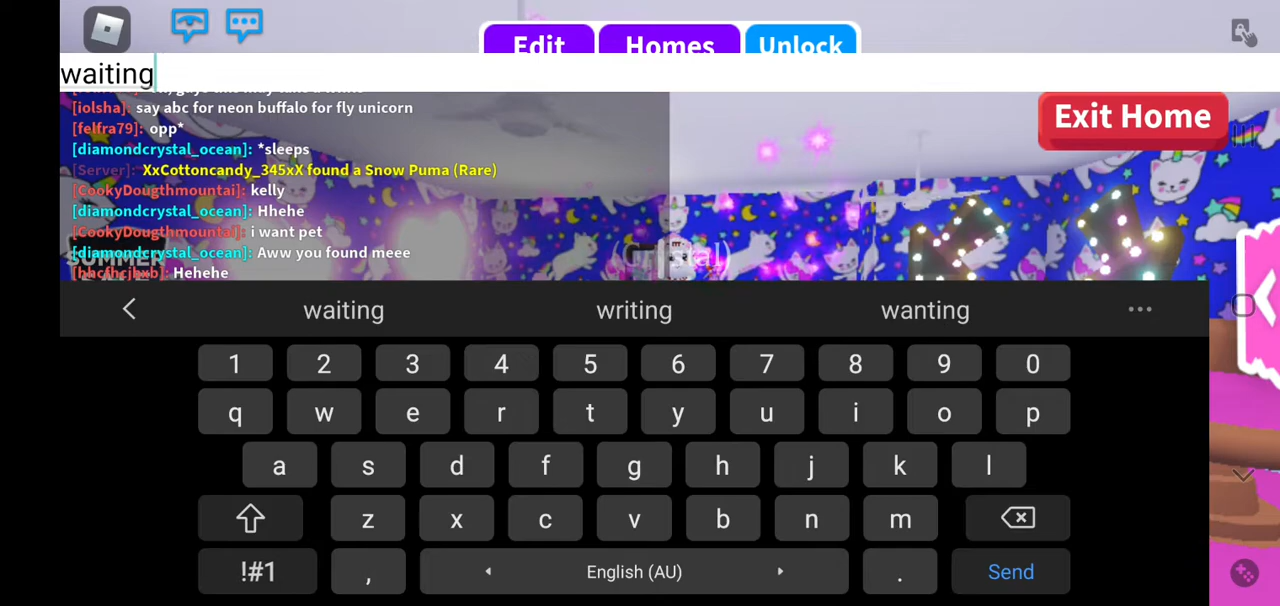 Edit Homes Unlock
waiting
[iolsha]: say abc for neon buffalo for fly unicorn
[felfra79]: opp*
[diamondcrystal_ocean]: *sleeps
[Server]: XxCottoncandy_345xX found a Snow Puma (Rare)
[CookyDougthmountai]: kelly
[diamondcrystal_ocean]: Hhehe
[CookyDougthmountai]: i want pet
[diamondcrystal_ocean]: Aww you found meee
[hhcfhcjhxb]: Hehehe
SUMMER
Exit Home
waiting writing wanting
1 2 3 4 5 6 7 8 9 0
q w e r t y u i o p
a s d f g h j k l
z x c v b n m
!#1 , English (AU) . Send